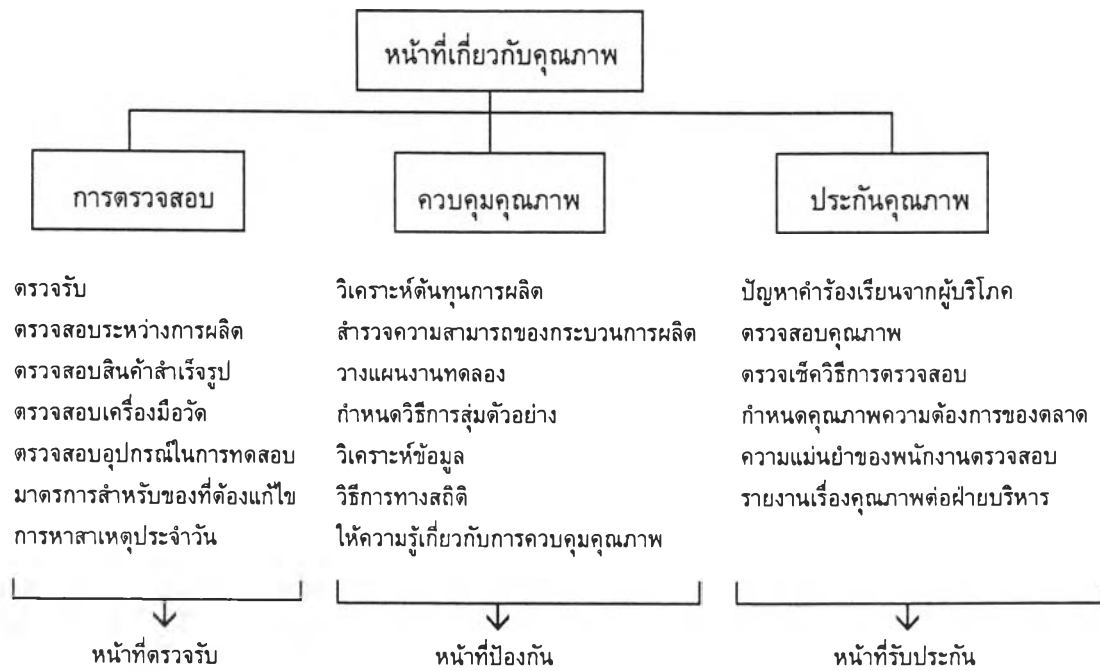 หน้าที่เกี่ยวกับคุณภาพ
การตรวจสอบ
ควบคุมคุณภาพ
ประกันคุณภาพ
ตรวจรับ
ตรวจสอบระหว่างการผลิต
ตรวจสอบสินค้าสำเร็จรูป
ตรวจสอบเครื่องมือวัด
ตรวจสอบอุปกรณ์ในการทดสอบ
มาตรการสำหรับของที่ต้องแก้ไข
การหาสาเหตุประจำวัน
หน้าที่ตรวจรับ
วิเคราะห์ต้นทุนการผลิต
สำรวจความสามารถของกระบวนการผลิต
วางแผนงานทดลอง
กำหนดวิธีการสุ่มตัวอย่าง
วิเคราะห์ข้อมูล
วิธีการทางสถิติ
ให้ความรู้เกี่ยวกับการควบคุมคุณภาพ
หน้าที่ป้องกัน
ปัญหาคำร้องเรียนจากผู้บริโภค
ตรวจสอบคุณภาพ
ตรวจเช็ควิธีการตรวจสอบ
กำหนดคุณภาพความต้องการของตลาด
ความแม่นยำของพนักงานตรวจสอบ
รายงานเรื่องคุณภาพต่อฝ่ายบริหาร
หน้าที่รับประกัน